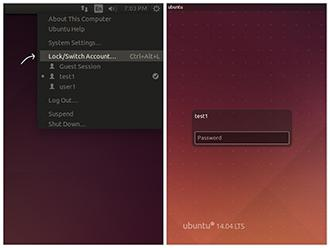 En
7:03 PM
About This Computer
Ubuntu Help
System Settings...
Lock/Switch Account... Ctrl+Alt+L
Guest Session
test1
user1
Log Out...
Suspend
Shut Down...
ubuntu
test1
Password
ubuntu® 14.04 LTS